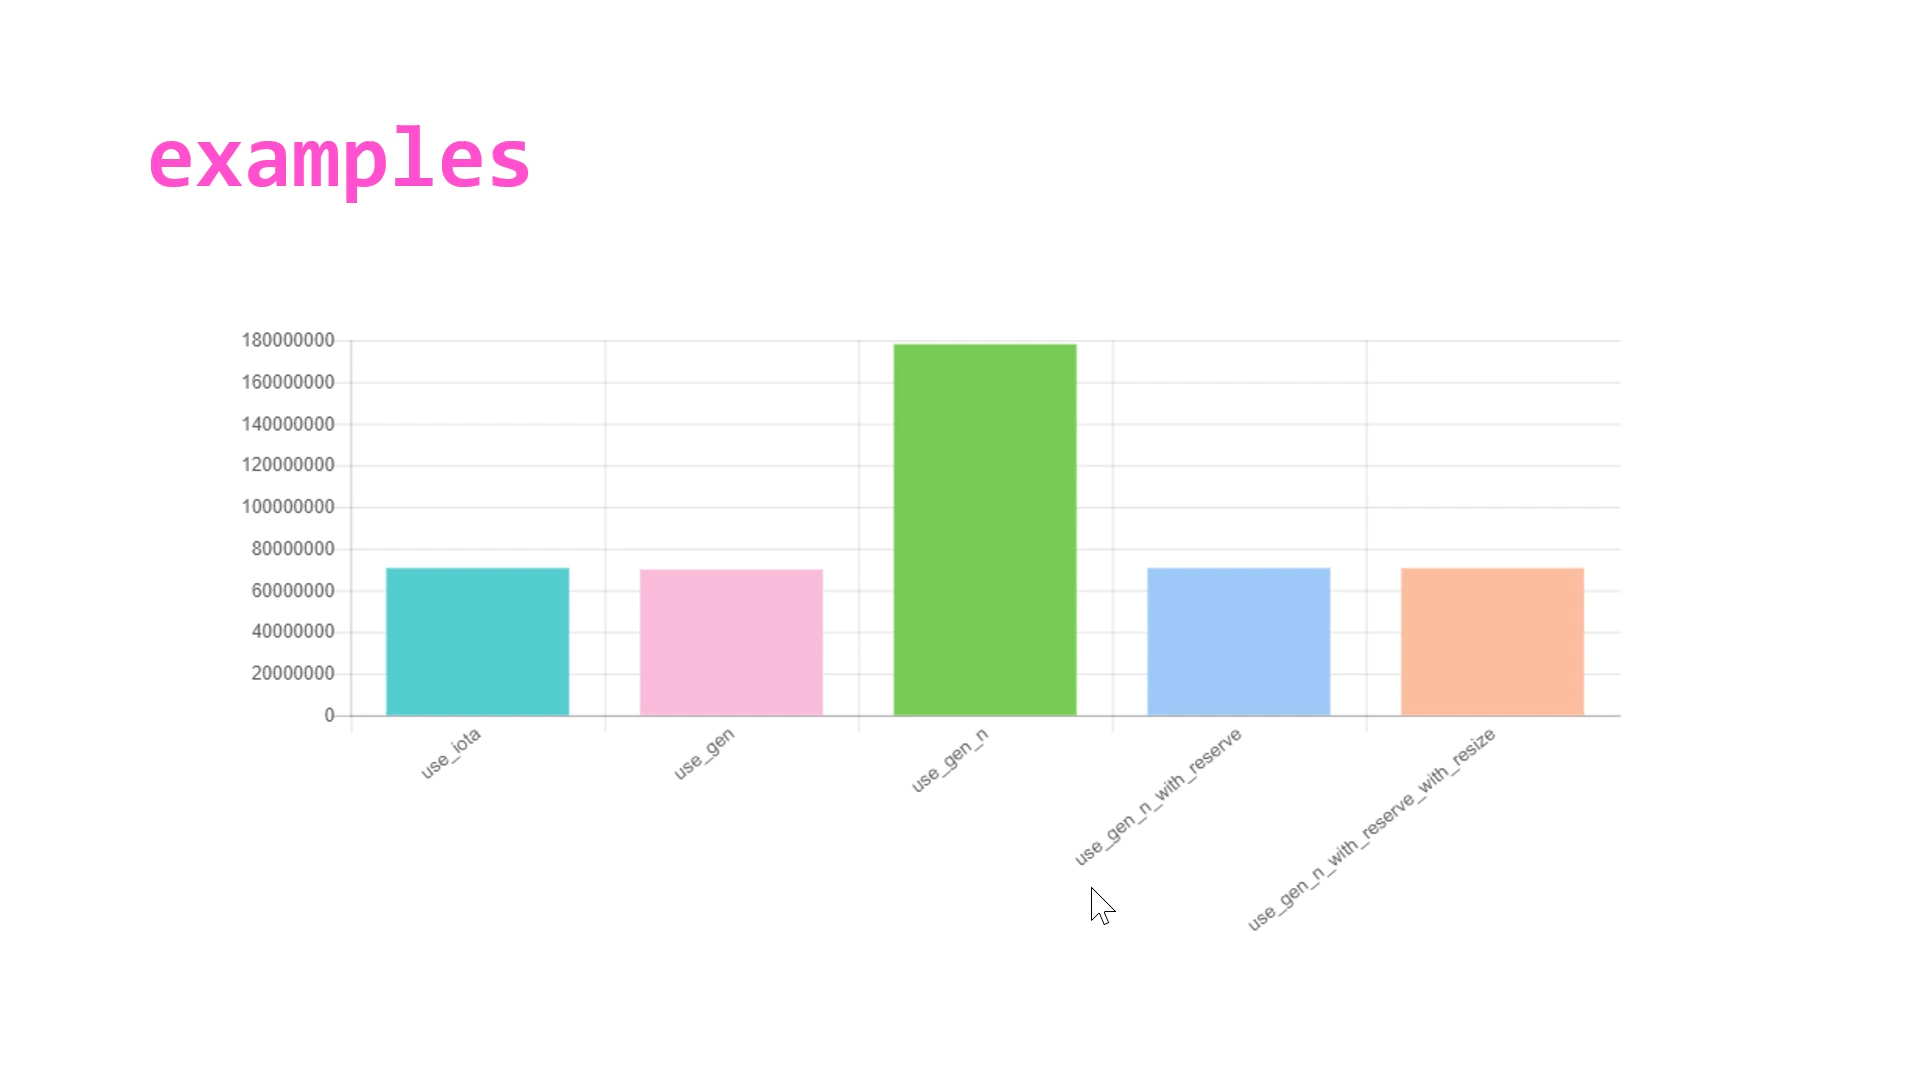 examples
180000000
160000000
140000000
120000000
100000000
80000000
60000000
40000000
20000000
0
use_iota
use_gen
use_gen_n
use_gen_n_with_reserve
use_gen_n_with_reserve_with_resize